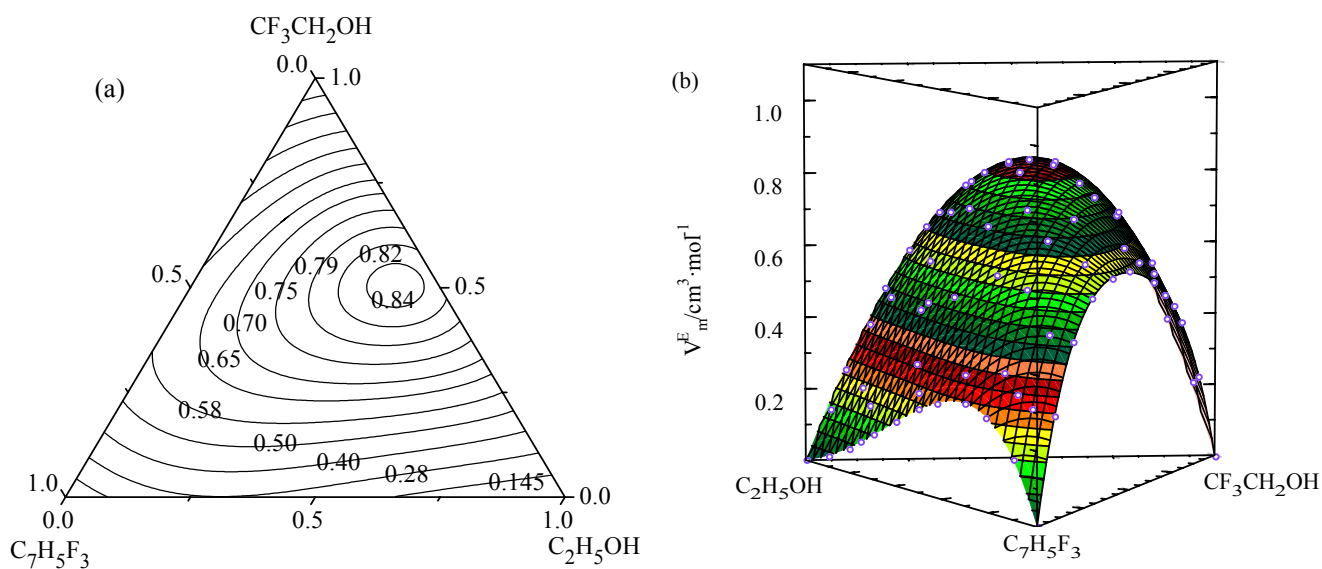 CF₃CH₂OH
0.0 1.0
(a)
0.82
0.79
0.5
0.75
0.84
0.5
0.70
0.65
0.58
0.50
0.40
0.28
0.145
1.0
0.0
0.0
0.5
1.0
C₇H₅F₃
C₂H₅OH
(b)
1.0
0.8
0.6
0.4
0.2
Vᴱₘ/cm³·mol⁻¹
C₂H₅OH
CF₃CH₂OH
C₇H₅F₃